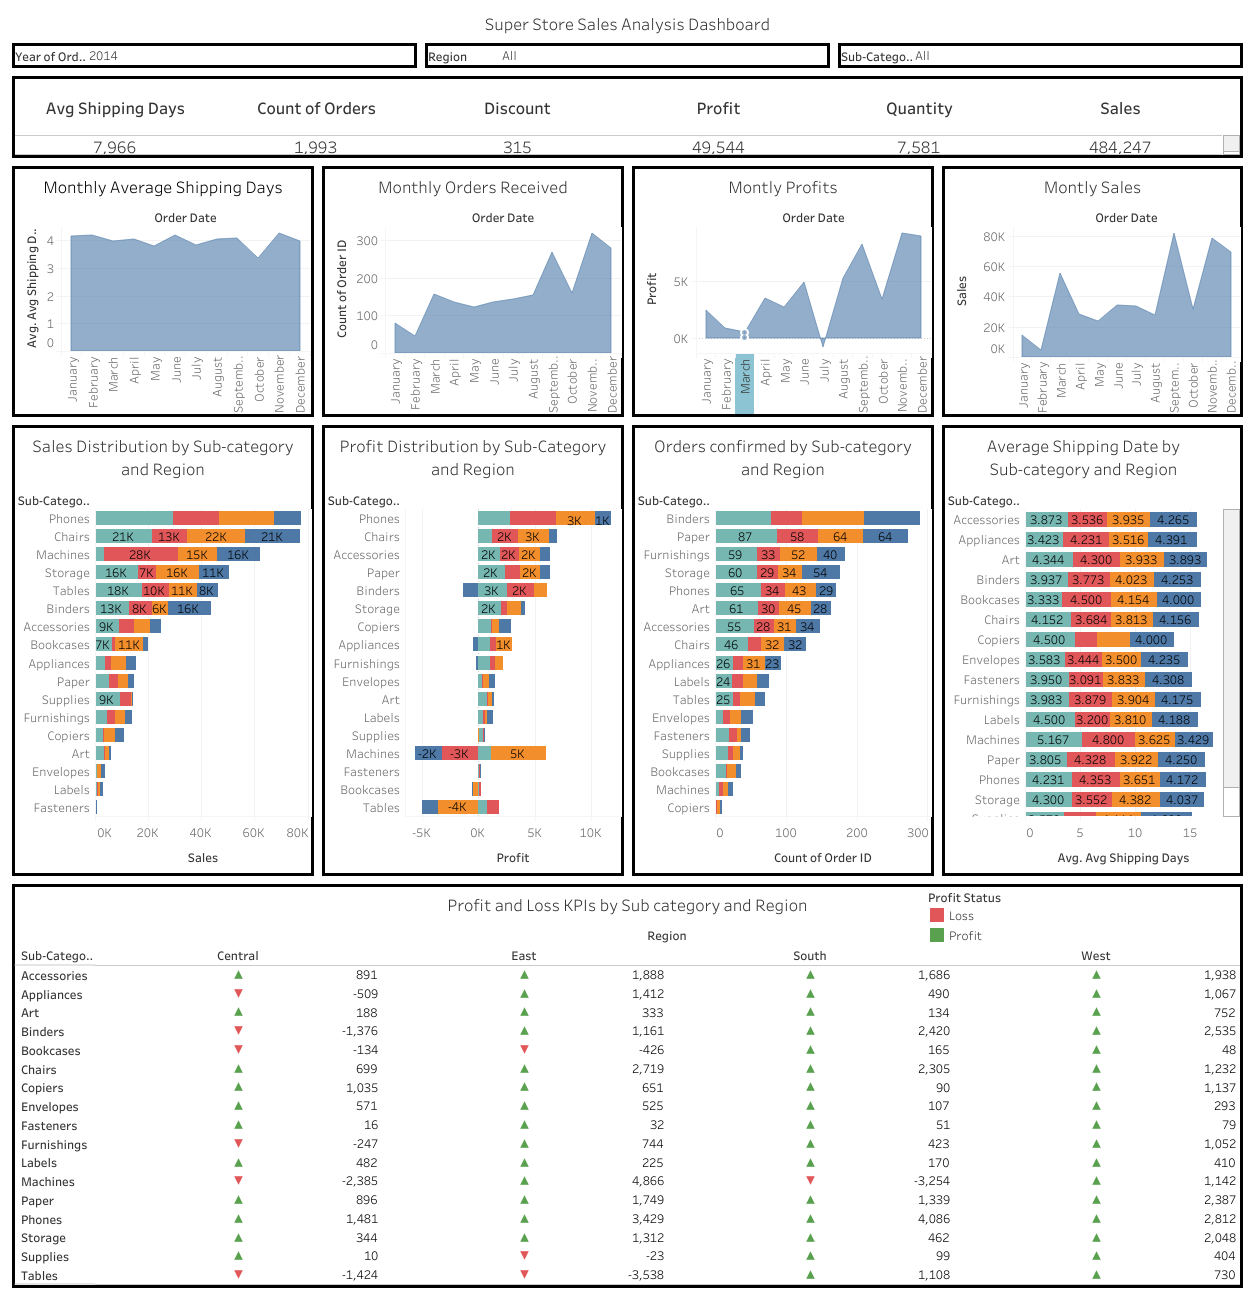 Super Store Sales Analysis Dashboard
Year of Ord.. 2014 Region All Sub-Catego.. All
Avg Shipping Days Count of Orders Discount Profit Quantity Sales
7,966 1,993 315 49,544 7,581 484,247
Monthly Average Shipping Days
Order Date
Avg. Avg Shipping D..
4
3
2
1
0
January February March April May June July August Septemb.. October November December
Monthly Orders Received
Order Date
Count of Order ID
300
200
100
0
January February March April May June July August Septemb.. October Novemb.. December
Montly Profits
Order Date
Profit
5K
0K
January February March April May June July August Septemb.. October Novemb.. December
Montly Sales
Order Date
Sales
80K
60K
40K
20K
0K
January February March April May June July August Septem.. October Novemb.. Decemb..
Sales Distribution by Sub-category
and Region
Sub-Catego..
Phones
Chairs 21K 13K 22K 21K
Machines 28K 15K 16K
Storage 16K 7K 16K 11K
Tables 18K 10K 11K 8K
Binders 13K 8K 6K 16K
Accessories 9K
Bookcases 7K 11K
Appliances
Paper
Supplies 9K
Furnishings
Copiers
Art
Envelopes
Labels
Fasteners
0K 20K 40K 60K 80K
Sales
Profit Distribution by Sub-Category
and Region
Sub-Catego..
Phones 3K 1K
Chairs 2K 3K
Accessories 2K 2K 2K
Paper 2K 2K
Binders 3K 2K
Storage 2K
Copiers
Appliances 1K
Furnishings
Envelopes
Art
Labels
Supplies
Machines -2K -3K 5K
Fasteners
Bookcases
Tables -4K
-5K 0K 5K 10K
Profit
Orders confirmed by Sub-category
and Region
Sub-Catego..
Binders
Paper 87 58 64 64
Furnishings 59 33 52 40
Storage 60 29 34 54
Phones 65 34 43 29
Art 61 30 45 28
Accessories 55 28 31 34
Chairs 46 32 32
Appliances 26 31 23
Labels 24
Tables 25
Envelopes
Fasteners
Supplies
Bookcases
Machines
Copiers
0 100 200 300
Count of Order ID
Average Shipping Date by
Sub-category and Region
Sub-Catego..
Accessories 3.873 3.536 3.935 4.265
Appliances 3.423 4.231 3.516 4.391
Art 4.344 4.300 3.933 3.893
Binders 3.937 3.773 4.023 4.253
Bookcases 3.333 4.500 4.154 4.000
Chairs 4.152 3.684 3.813 4.156
Copiers 4.500 4.000
Envelopes 3.583 3.444 3.500 4.235
Fasteners 3.950 3.091 3.833 4.308
Furnishings 3.983 3.879 3.904 4.175
Labels 4.500 3.200 3.810 4.188
Machines 5.167 4.800 3.625 3.429
Paper 3.805 4.328 3.922 4.250
Phones 4.231 4.353 3.651 4.172
Storage 4.300 3.552 4.382 4.037
0 5 10 15
Avg. Avg Shipping Days
Profit and Loss KPIs by Sub category and Region
Profit Status
Loss
Profit
Region
Sub-Catego.. Central East South West
Accessories ▲ 891 ▲ 1,888 ▲ 1,686 ▲ 1,938
Appliances ▼ -509 ▲ 1,412 ▲ 490 ▲ 1,067
Art ▲ 188 ▲ 333 ▲ 134 ▲ 752
Binders ▼ -1,376 ▲ 1,161 ▲ 2,420 ▲ 2,535
Bookcases ▼ -134 ▼ -426 ▲ 165 ▲ 48
Chairs ▲ 699 ▲ 2,719 ▲ 2,305 ▲ 1,232
Copiers ▲ 1,035 ▲ 651 ▲ 90 ▲ 1,137
Envelopes ▲ 571 ▲ 525 ▲ 107 ▲ 293
Fasteners ▲ 16 ▲ 32 ▲ 51 ▲ 79
Furnishings ▼ -247 ▲ 744 ▲ 423 ▲ 1,052
Labels ▲ 482 ▲ 225 ▲ 170 ▲ 410
Machines ▼ -2,385 ▲ 4,866 ▼ -3,254 ▲ 1,142
Paper ▲ 896 ▲ 1,749 ▲ 1,339 ▲ 2,387
Phones ▲ 1,481 ▲ 3,429 ▲ 4,086 ▲ 2,812
Storage ▲ 344 ▲ 1,312 ▲ 462 ▲ 2,048
Supplies ▲ 10 ▼ -23 ▲ 99 ▲ 404
Tables ▼ -1,424 ▼ -3,538 ▲ 1,108 ▲ 730